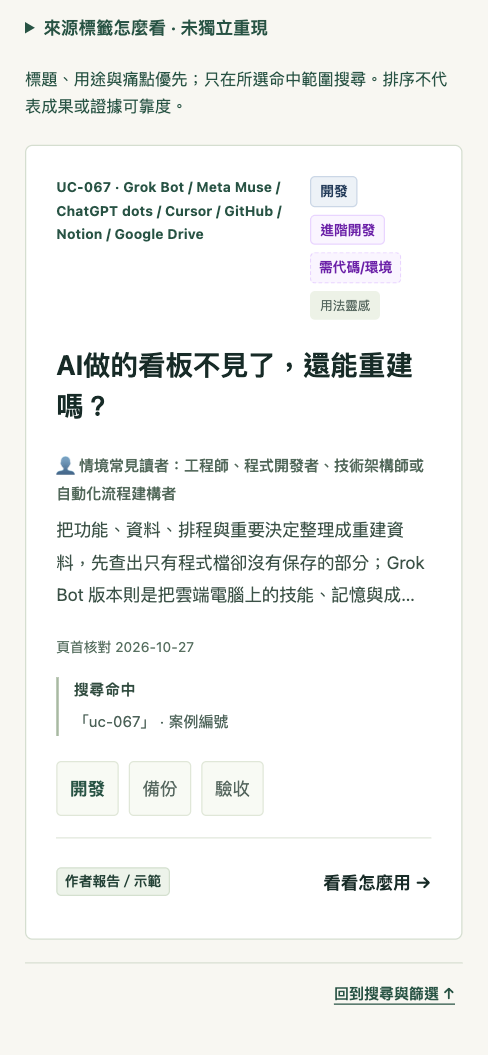 ▶ 來源標籤怎麼看 · 未獨立重現
標題、用途與痛點優先；只在所選命中範圍搜尋。排序不代
表成果或證據可靠度。
UC-067 · Grok Bot / Meta Muse /
ChatGPT dots / Cursor / GitHub /
Notion / Google Drive
開發
進階開發
需代碼/環境
用法靈感
AI做的看板不見了，還能重建
嗎？
👤 情境常見讀者：工程師、程式開發者、技術架構師或
自動化流程建構者
把功能、資料、排程與重要決定整理成重建資
料，先查出只有程式檔卻沒有保存的部分；Grok
Bot 版本則是把雲端電腦上的技能、記憶與成…
頁首核對 2026-10-27
搜尋命中
「uc-067」 · 案例編號
開發 備份 驗收
作者報告 / 示範 看看怎麼用 →
回到搜尋與篩選 ↑